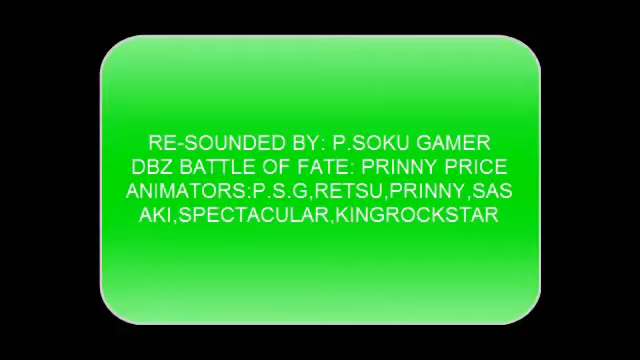 RE-SOUNDED BY: P.SOKU GAMER
DBZ BATTLE OF FATE: PRINNY PRICE
ANIMATORS:P.S.G,RETSU,PRINNY,SAS
AKI,SPECTACULAR,KINGROCKSTAR